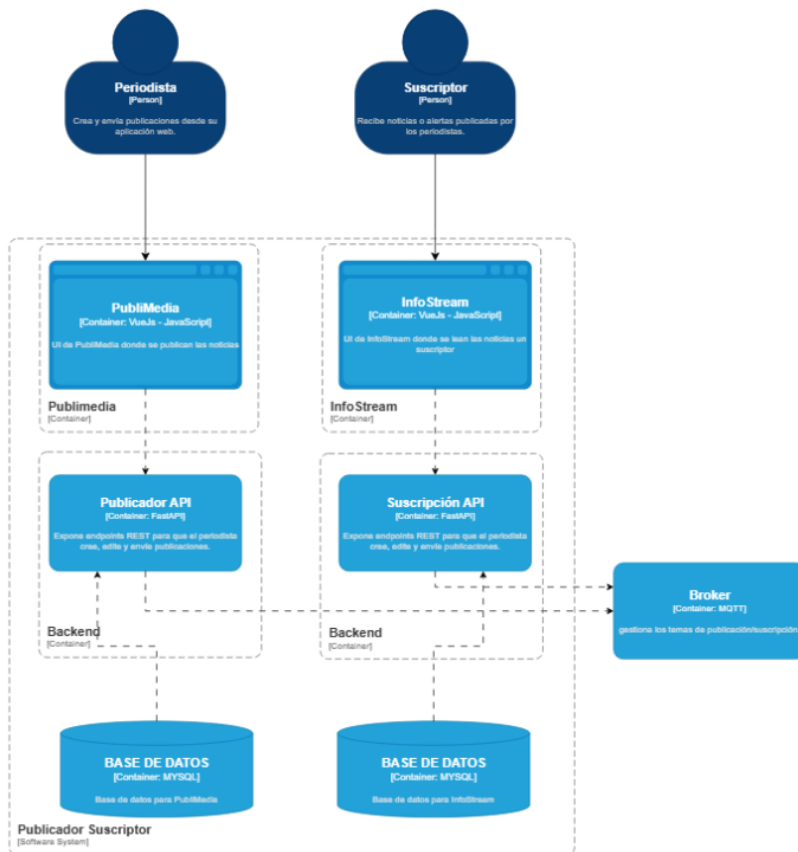 Periodista
[Person]
Crea y envía publicaciones desde su
aplicación web.
Suscriptor
[Person]
Recibe noticias o alertas publicadas por
los periodistas.
PubliMedia
[Container: VueJs - JavaScript]
UI de PubliMedia donde se publican las noticias
Publimedia
[Container]
InfoStream
[Container: VueJs - JavaScript]
UI de InfoStream donde se lean las noticias un
suscriptor
InfoStream
[Container]
Publicador API
[Container: FastAPI]
Expone endpoints REST para que el periodista
cree, edite y envíe publicaciones.
Backend
[Container]
Suscripción API
[Container: FastAPI]
Expone endpoints REST para que el periodista
cree, edite y envíe publicaciones.
Backend
[Container]
Broker
[Container: MQTT]
gestiona los temas de publicación/suscripción
BASE DE DATOS
[Container: MYSQL]
Base de datos para PubliMedia
BASE DE DATOS
[Container: MYSQL]
Base de datos para InfoStream
Publicador Suscriptor
[Software System]